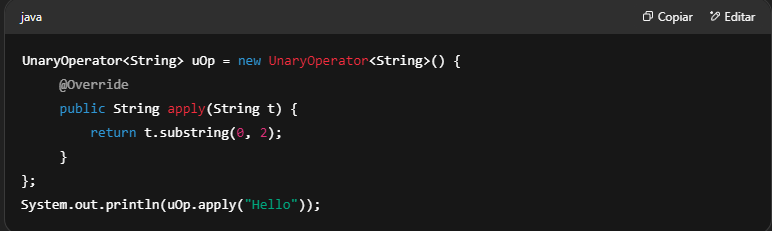 java Copiar Editar
UnaryOperator<String> uOp = new UnaryOperator<String>() {
@Override
public String apply(String t) {
return t.substring(0, 2);
}
};
System.out.println(uOp.apply("Hello"));